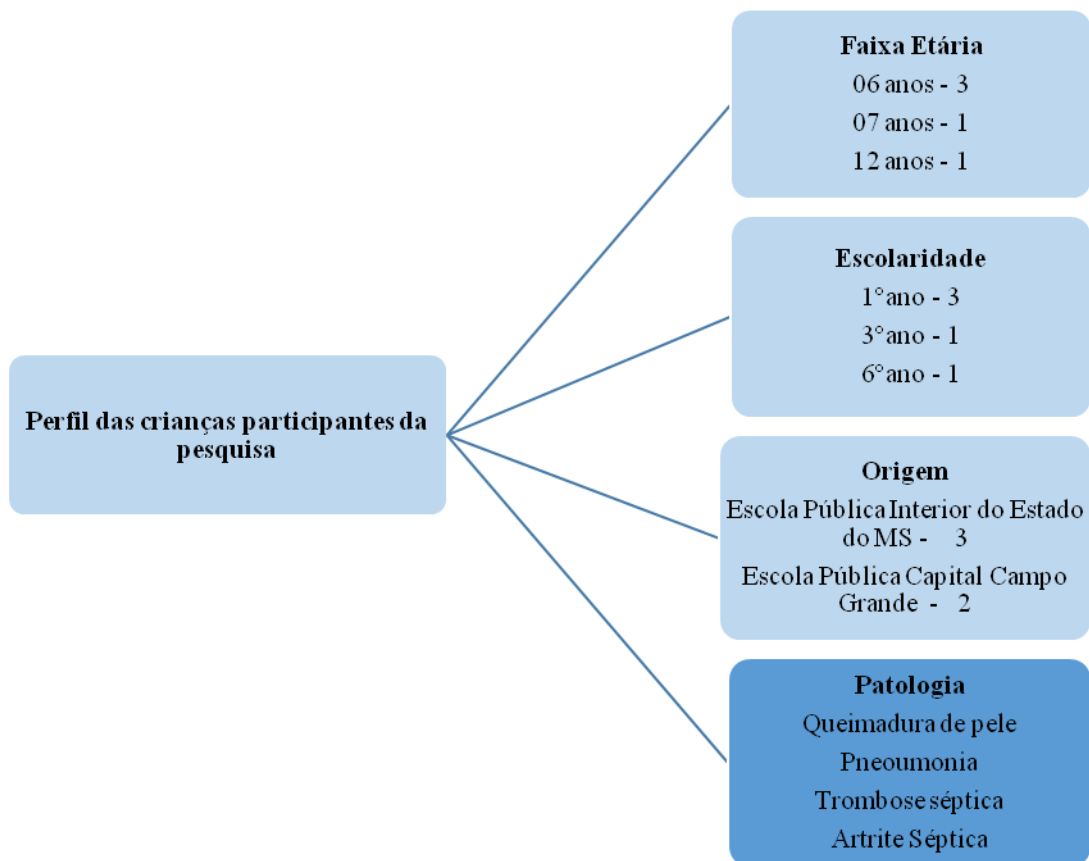 Perfil das crianças participantes da
pesquisa
Faixa Etária
06 anos - 3
07 anos - 1
12 anos - 1
Escolaridade
1°ano - 3
3°ano - 1
6°ano - 1
Origem
Escola Pública Interior do Estado
do MS - 3
Escola Pública Capital Campo
Grande - 2
Patologia
Queimadura de pele
Pneoumonia
Trombose séptica
Artrite Séptica